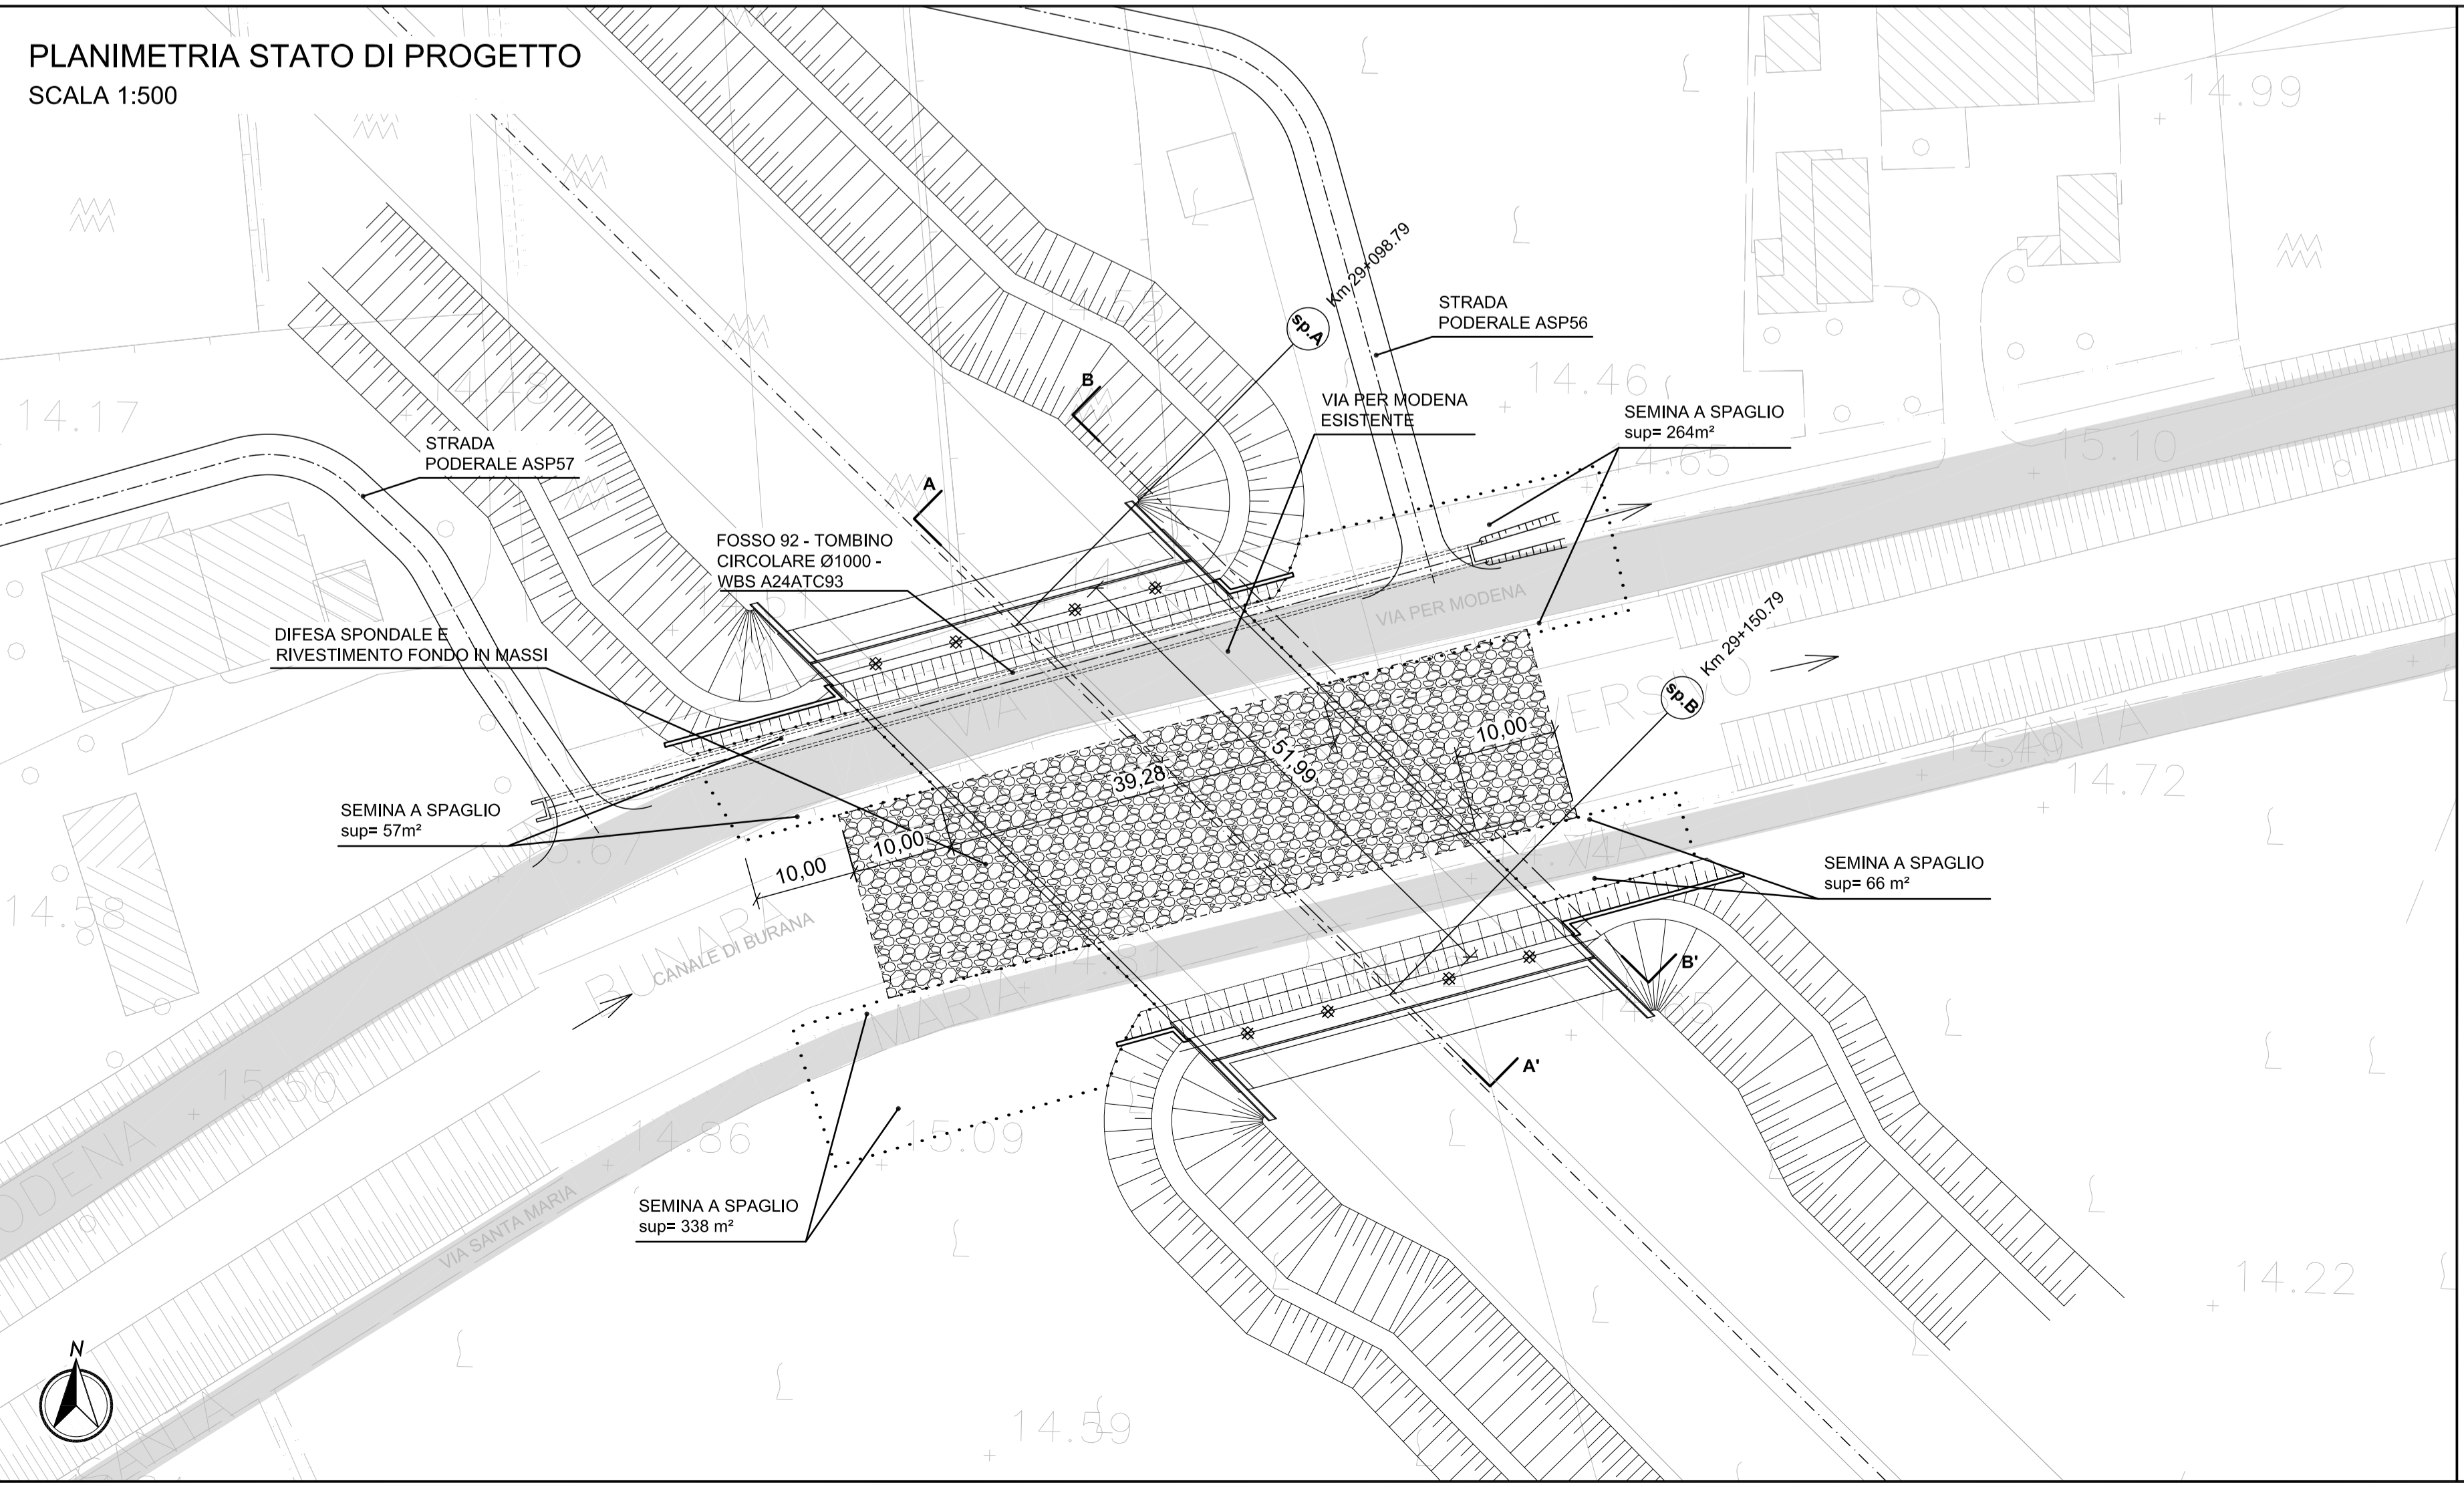 PLANIMETRIA STATO DI PROGETTO
SCALA 1:500
14.99
Km 29+098.79
sp.A
STRADA
PODERALE ASP56
14.46
14.17
B
VIA PER MODENA
ESISTENTE
SEMINA A SPAGLIO
sup= 264m²
STRADA
PODERALE ASP57
15.10
A
FOSSO 92 - TOMBINO
CIRCOLARE Ø1000 -
WBS A24ATC93
VIA PER MODENA
DIFESA SPONDALE E
RIVESTIMENTO FONDO IN MASSI
Km 29+150.79
sp.B
VIA
10,00
51,99
39,28
14.72
SEMINA A SPAGLIO
sup= 57m²
10,00
10,00
SEMINA A SPAGLIO
sup= 66 m²
14.58
BUNARA
CANALE DI BURANA
14.81
B'
MARIA
A'
15.50
14.86
15.09
SEMINA A SPAGLIO
sup= 338 m²
VIA SANTA MARIA
14.22
N
14.59